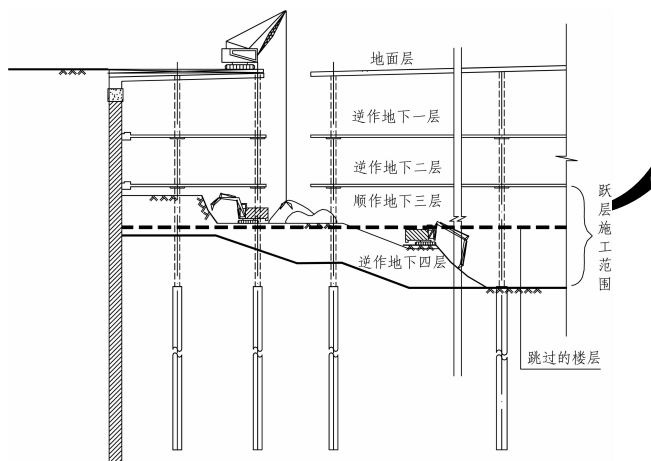 地面层
逆作地下一层
逆作地下二层
顺作地下三层
逆作地下四层
跃层施工范围
跳过的楼层